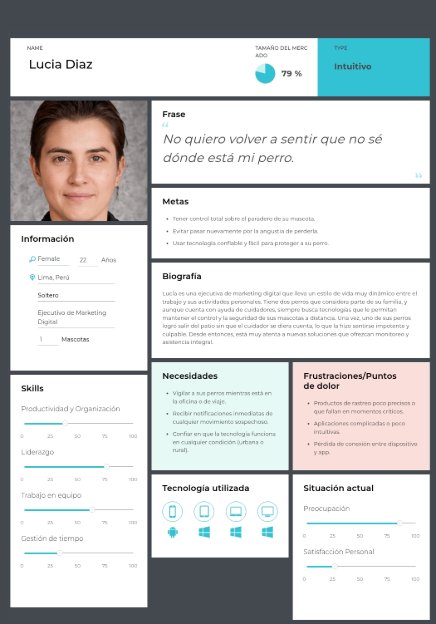 NAME
Lucia Diaz
TAMAÑO DEL MERC
ADO
79 %
TYPE
Intuitivo
Frase
“
No quiero volver a sentir que no sé
dónde está mi perro.
”
Metas
• Tener control total sobre el paradero de su mascota.
• Evitar pasar nuevamente por la angustia de perderla.
• Usar tecnología confiable y fácil para proteger a su perro.
Información
Female
22 Años
Lima, Perú
Soltero
Ejecutivo de Marketing
Digital
1 Mascotas
Biografía
Lucía es una ejecutiva de marketing digital que lleva un estilo de vida muy dinámico entre el
trabajo y sus actividades personales. Tiene dos perros que considera parte de su familia, y
aunque cuenta con ayuda de cuidadores, siempre busca tecnologías que le permitan
mantener el control y la seguridad de sus mascotas a distancia. Una vez, uno de sus perros
logró salir del patio sin que el cuidador se diera cuenta, lo que la hizo sentirse impotente y
culpable. Desde entonces, está muy atenta a nuevas soluciones que ofrezcan monitoreo y
asistencia integral.
Skills
Productividad y Organización
0 25 50 75 100
Liderazgo
0 25 50 75 100
Trabajo en equipo
0 25 50 75 100
Gestión de tiempo
0 25 50 75 100
Necesidades
• Vigilar a sus perros mientras está en
la oficina o de viaje.
• Recibir notificaciones inmediatas de
cualquier movimiento sospechoso.
• Confiar en que la tecnología funciona
en cualquier condición (urbana o
rural).
Frustraciones/Puntos
de dolor
• Productos de rastreo poco precisos o
que fallan en momentos críticos.
• Aplicaciones complicadas o poco
intuitivas.
• Pérdida de conexión entre dispositivo
y app.
Tecnología utilizada
Situación actual
Preocupación
0 25 50 75 100
Satisfacción Personal
0 25 50 75 100